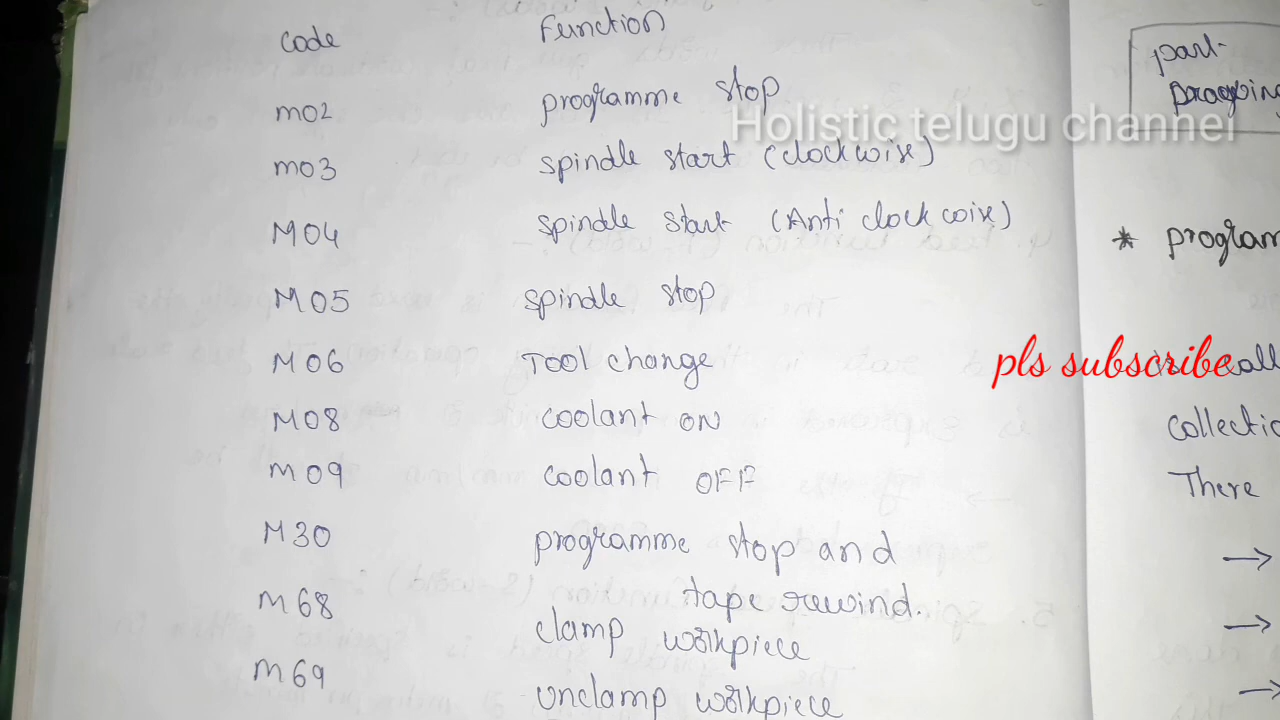 Code Function
m02 programme stop
m03 spindle start (clockwise)
M04 spindle start (Anti clockwise)
M05 spindle stop
M06 Tool change
M08 coolant ON
M09 coolant OFF
M30 programme stop and
tape rewind.
M68 clamp workpiece
M69 unclamp workpiece
part-
* program
collectio
There
→
→
→
Holistic telugu channel
pls subscribe